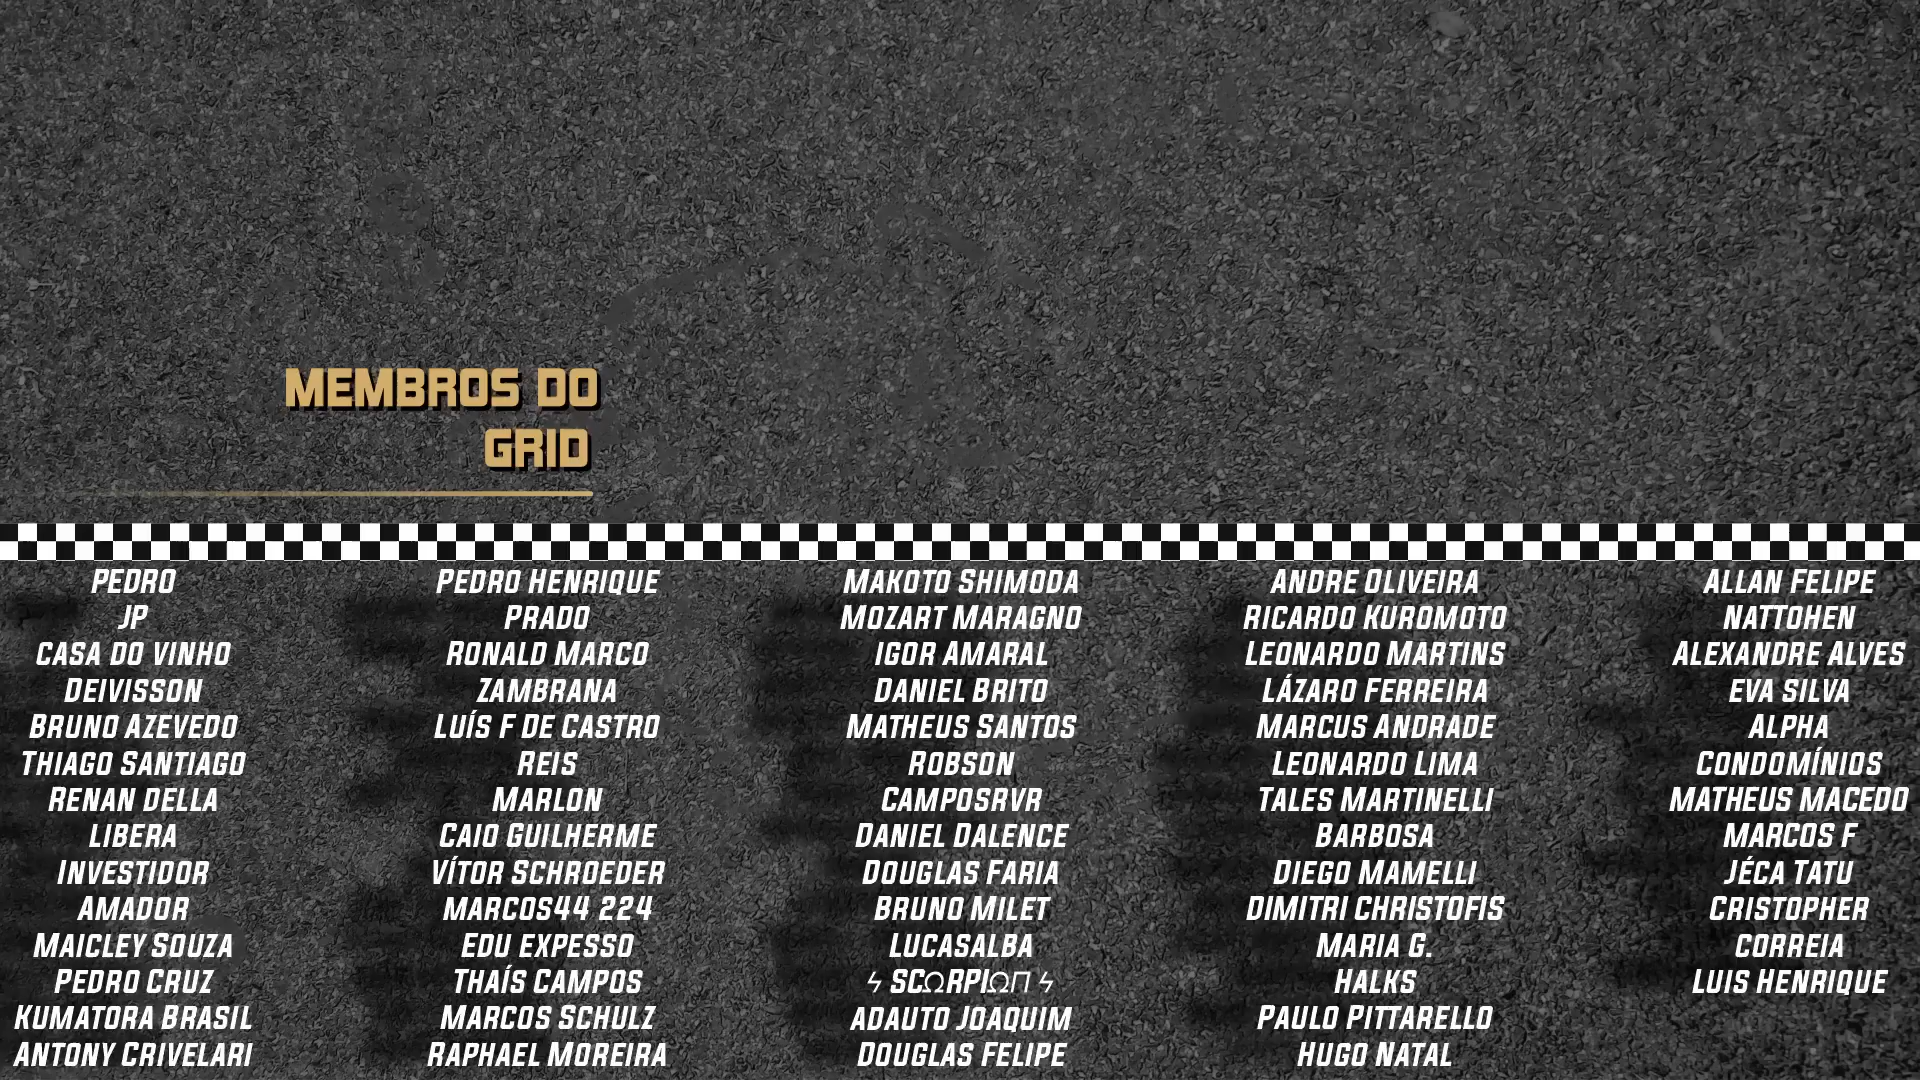 MEMBROS DO
GRID
PEDRO
JP
CASA DO VINHO
DEIVISSON
BRUNO AZEVEDO
THIAGO SANTIAGO
RENAN DELLA
LIBERA
INVESTIDOR
AMADOR
MAICLEY SOUZA
PEDRO CRUZ
KUMATORA BRASIL
ANTONY CRIVELARI
PEDRO HENRIQUE
PRADO
RONALD MARCO
ZAMBRANA
LUÍS F DE CASTRO
REIS
MARLON
CAIO GUILHERME
VÍTOR SCHROEDER
MARCOS44 224
EDU EXPESSO
THAÍS CAMPOS
MARCOS SCHULZ
RAPHAEL MOREIRA
MAKOTO SHIMODA
MOZART MARAGNO
IGOR AMARAL
DANIEL BRITO
MATHEUS SANTOS
ROBSON
CAMPOSRVR
DANIEL DALENCE
DOUGLAS FARIA
BRUNO MILET
LUCASALBA
ϟ SCΩRPIΩΠ ϟ
ADAUTO JOAQUIM
DOUGLAS FELIPE
ANDRE OLIVEIRA
RICARDO KUROMOTO
LEONARDO MARTINS
LÁZARO FERREIRA
MARCUS ANDRADE
LEONARDO LIMA
TALES MARTINELLI
BARBOSA
DIEGO MAMELLI
DIMITRI CHRISTOFIS
MARIA G.
HALKS
PAULO PITTARELLO
HUGO NATAL
ALLAN FELIPE
NATTOHEN
ALEXANDRE ALVES
EVA SILVA
ALPHA
CONDOMÍNIOS
MATHEUS MACEDO
MARCOS F
JÉCA TATU
CRISTOPHER
CORREIA
LUIS HENRIQUE